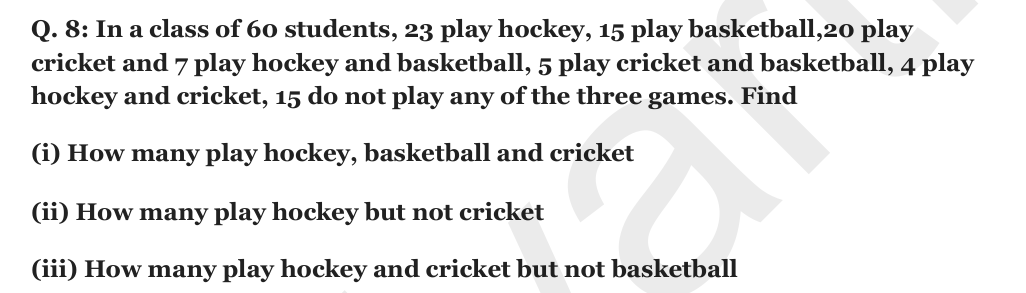 Q. 8: In a class of 60 students, 23 play hockey, 15 play basketball,20 play
cricket and 7 play hockey and basketball, 5 play cricket and basketball, 4 play
hockey and cricket, 15 do not play any of the three games. Find
(i) How many play hockey, basketball and cricket
(ii) How many play hockey but not cricket
(iii) How many play hockey and cricket but not basketball